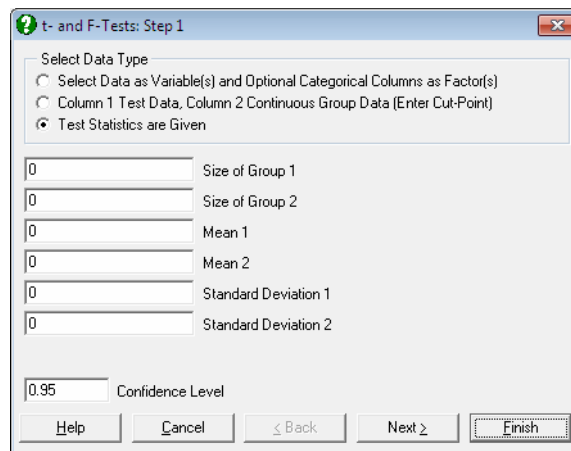 t- and F-Tests: Step 1
Select Data Type
Select Data as Variable(s) and Optional Categorical Columns as Factor(s)
Column 1 Test Data, Column 2 Continuous Group Data (Enter Cut-Point)
Test Statistics are Given
0 Size of Group 1
0 Size of Group 2
0 Mean 1
0 Mean 2
0 Standard Deviation 1
0 Standard Deviation 2
0.95 Confidence Level
Help Cancel < Back Next > Finish